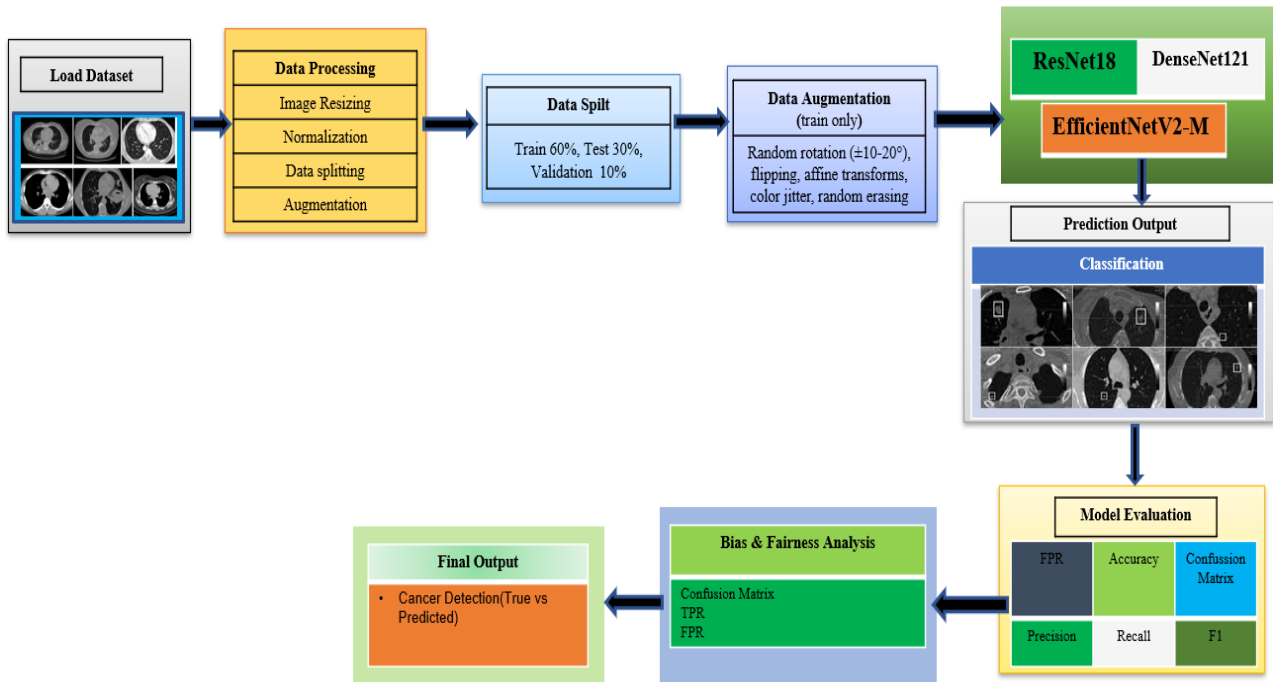 Load Dataset
Data Processing
Image Resizing
Normalization
Data splitting
Augmentation
Data Spilt
Train 60%, Test 30%,
Validation 10%
Data Augmentation
(train only)
Random rotation (±10-20°),
flipping, affine transforms,
color jitter, random erasing
ResNet18
DenseNet121
EfficientNetV2-M
Prediction Output
Classification
Model Evaluation
FPR
Accuracy
Confussion
Matrix
Precision
Recall
F1
Bias & Fairness Analysis
Confusion Matrix
TPR
FPR
Final Output
• Cancer Detection(True vs
Predicted)